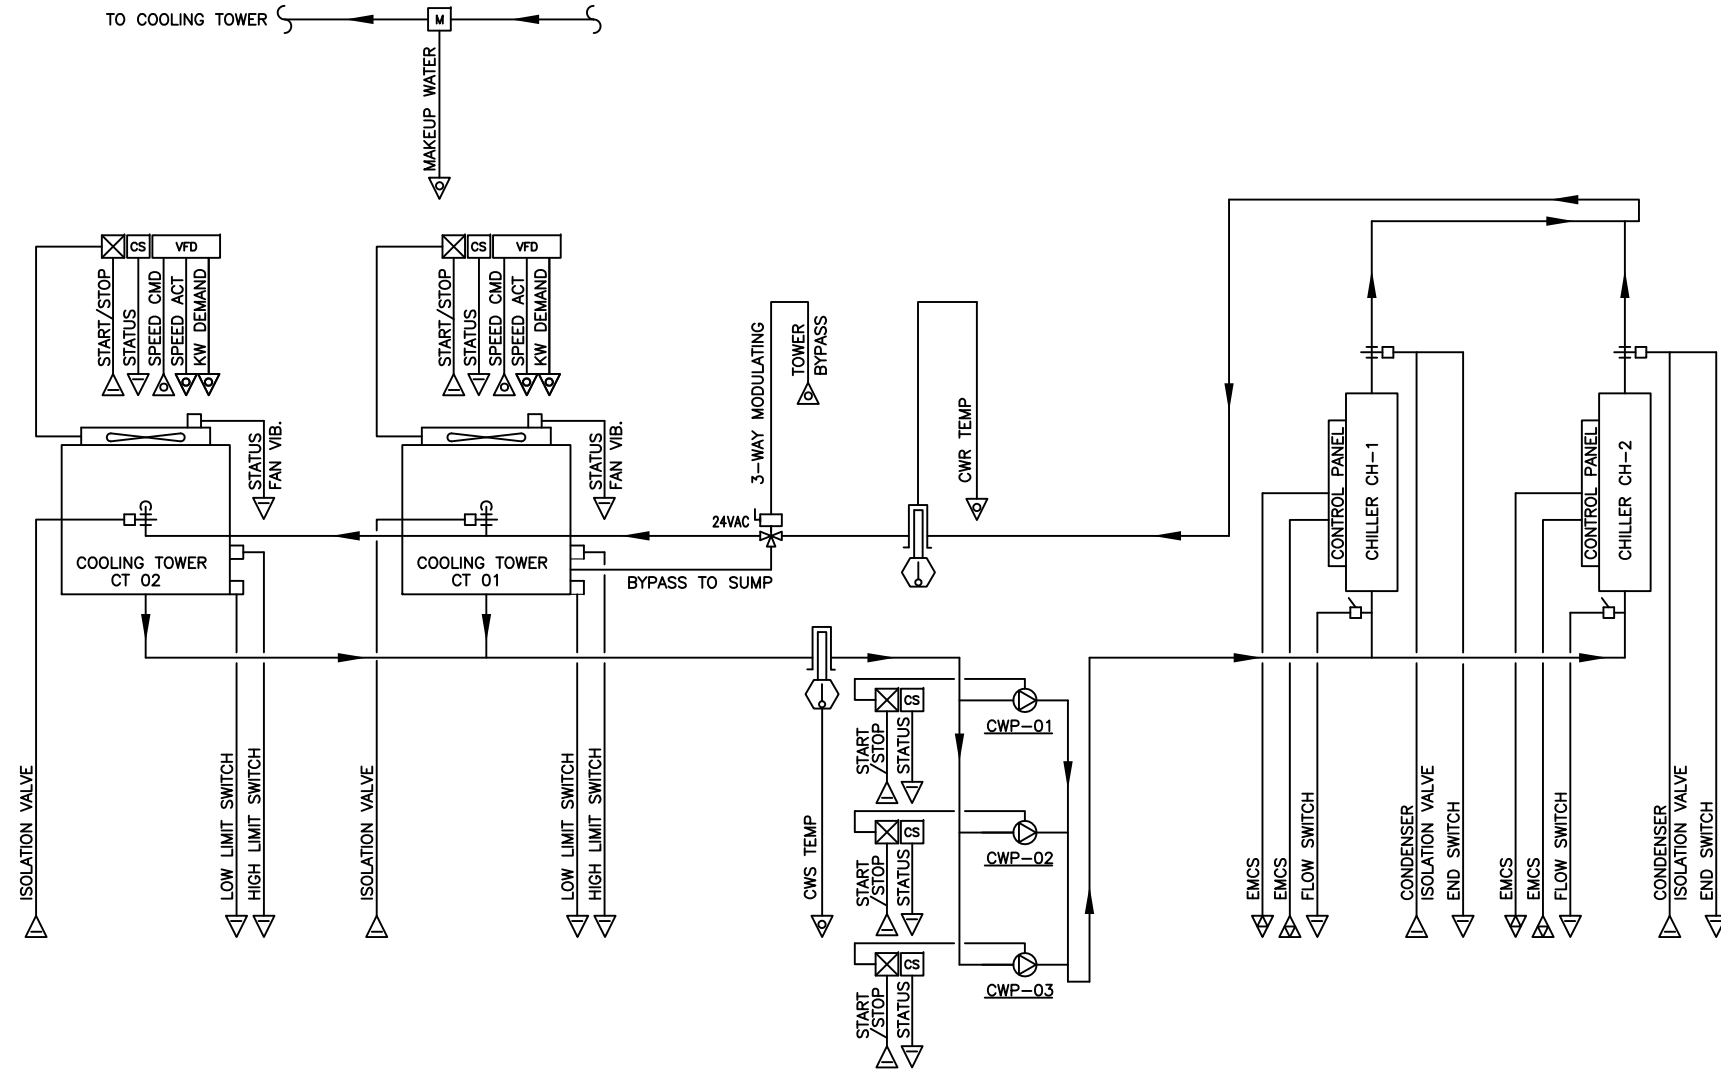 TO COOLING TOWER
M
MAKEUP WATER
CS
VFD
START/STOP
STATUS
SPEED CMD
SPEED ACT
KW DEMAND
STATUS
FAN VIB.
COOLING TOWER
CT 02
ISOLATION VALVE
LOW LIMIT SWITCH
HIGH LIMIT SWITCH
CS
VFD
START/STOP
STATUS
SPEED CMD
SPEED ACT
KW DEMAND
STATUS
FAN VIB.
COOLING TOWER
CT 01
ISOLATION VALVE
LOW LIMIT SWITCH
HIGH LIMIT SWITCH
3-WAY MODULATING
TOWER
BYPASS
24VAC
BYPASS TO SUMP
CWR TEMP
CWS TEMP
CS
START
/STOP
STATUS
CWP-01
CS
START
/STOP
STATUS
CWP-02
CS
START
/STOP
STATUS
CWP-03
CONTROL PANEL
CHILLER CH-1
EMCS
EMCS
FLOW SWITCH
CONDENSER
ISOLATION VALVE
END SWITCH
CONTROL PANEL
CHILLER CH-2
EMCS
EMCS
FLOW SWITCH
CONDENSER
ISOLATION VALVE
END SWITCH